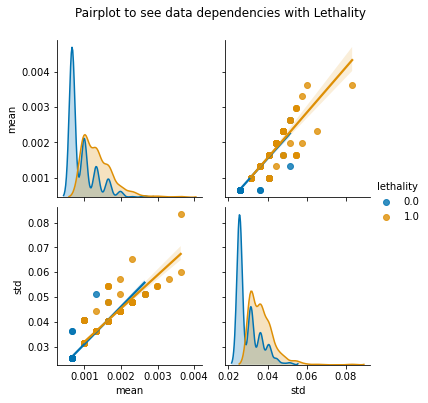 Pairplot to see data dependencies with Lethality
0.004
0.003
0.002
0.001
mean
lethality
0.0
1.0
0.08
0.07
0.06
0.05
0.04
0.03
std
0.001 0.002 0.003 0.004
mean
0.02 0.04 0.06 0.08
std